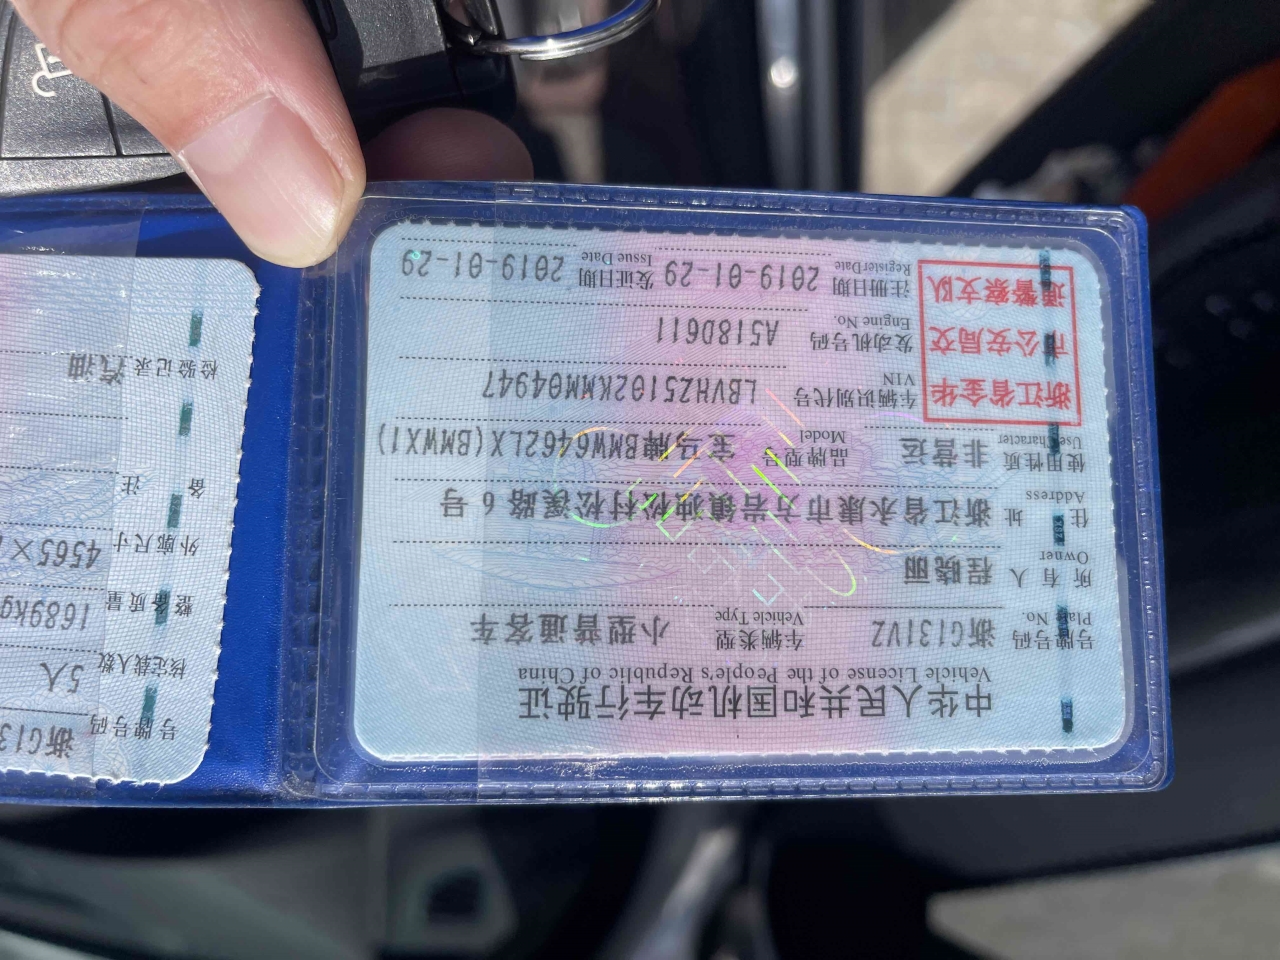 中华人民共和国机动车行驶证
Vehicle License of the People's Republic of China
号牌号码 浙G131VZ 车辆类型 小型普通客车
Plate No. Vehicle Type
所有人 程晓丽
Owner
住址 浙江省永康市方岩镇独松村松溪路6号
Address
使用性质 非营运 品牌型号 宝马牌BMW6462LX(BMWX1)
Use Character Model
浙江省金华
市公安局交
通警察支队
车辆识别代号 LBVHZ5102KMM04947
VIN
发动机号码 A518D611
Engine No.
注册日期 2019-01-29 发证日期 2019-01-29
Register Date Issue Date
号牌号码 浙G13
核定载人数 5人
整备质量 1689kg
外廓尺寸 4565×
备注
检验记录 汽油